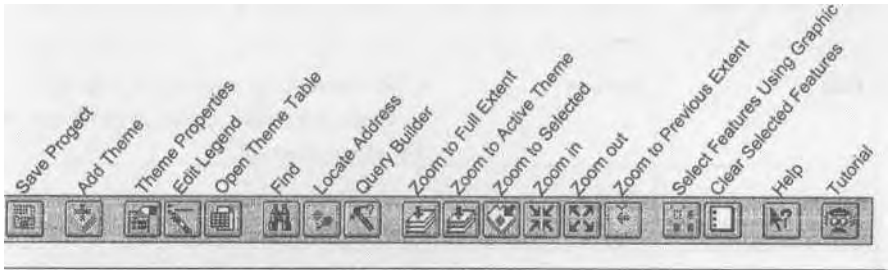 Save Progect
Add Theme
Theme Properties
Edit Legend
Open Theme Table
Find
Locate Address
Query Builder
Zoom to Full Extent
Zoom to Active Theme
Zoom to Selected
Zoom in
Zoom out
Zoom to Previous Extent
Select Features Using Graphic
Clear Selected Features
Help
Tutorial